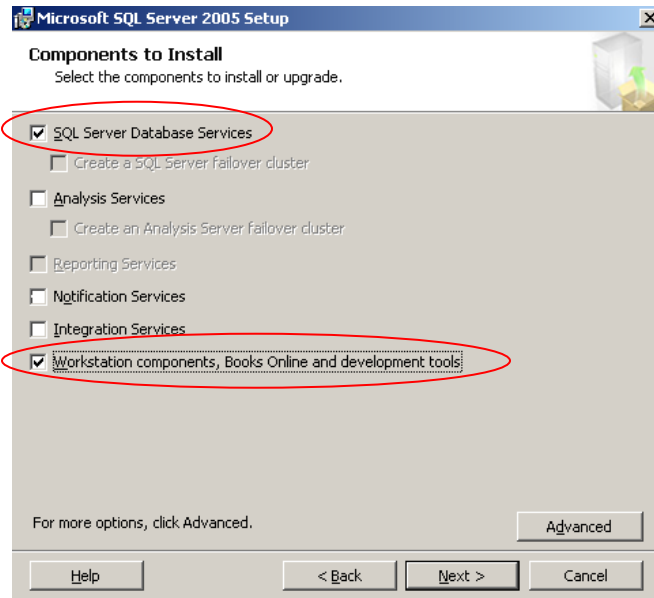 Microsoft SQL Server 2005 Setup
Components to Install
Select the components to install or upgrade.
SQL Server Database Services
Create a SQL Server failover cluster
Analysis Services
Create an Analysis Server failover cluster
Reporting Services
Notification Services
Integration Services
Workstation components, Books Online and development tools
For more options, click Advanced.
Advanced
Help
< Back
Next >
Cancel